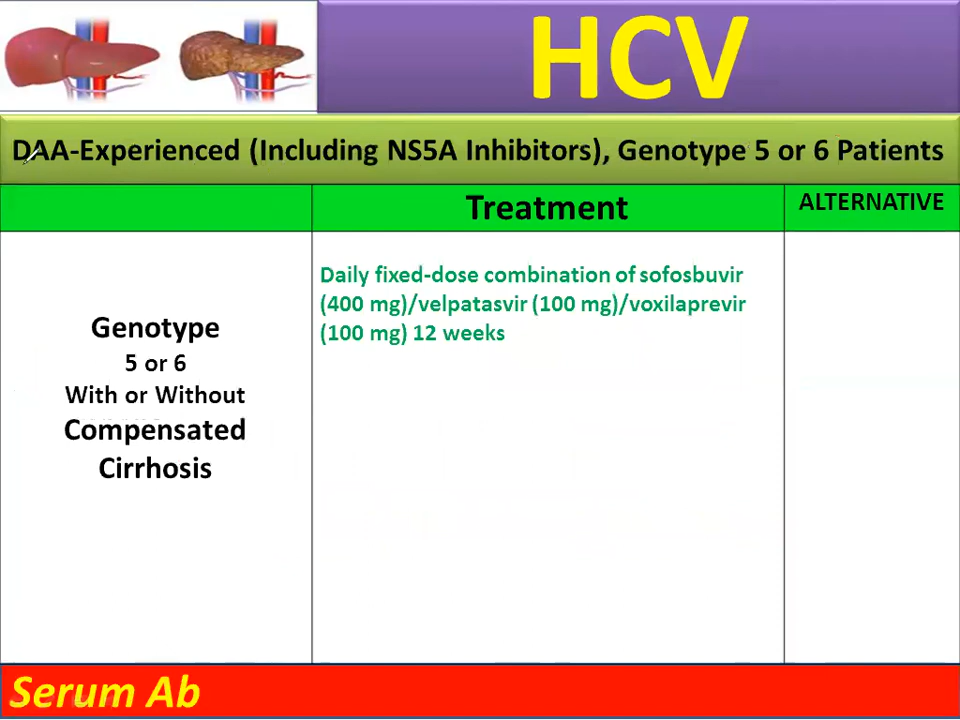 HCV
DAA-Experienced (Including NS5A Inhibitors), Genotype 5 or 6 Patients
Treatment
ALTERNATIVE
Genotype
5 or 6
With or Without
Compensated
Cirrhosis
Daily fixed-dose combination of sofosbuvir
(400 mg)/velpatasvir (100 mg)/voxilaprevir
(100 mg) 12 weeks
Serum Ab